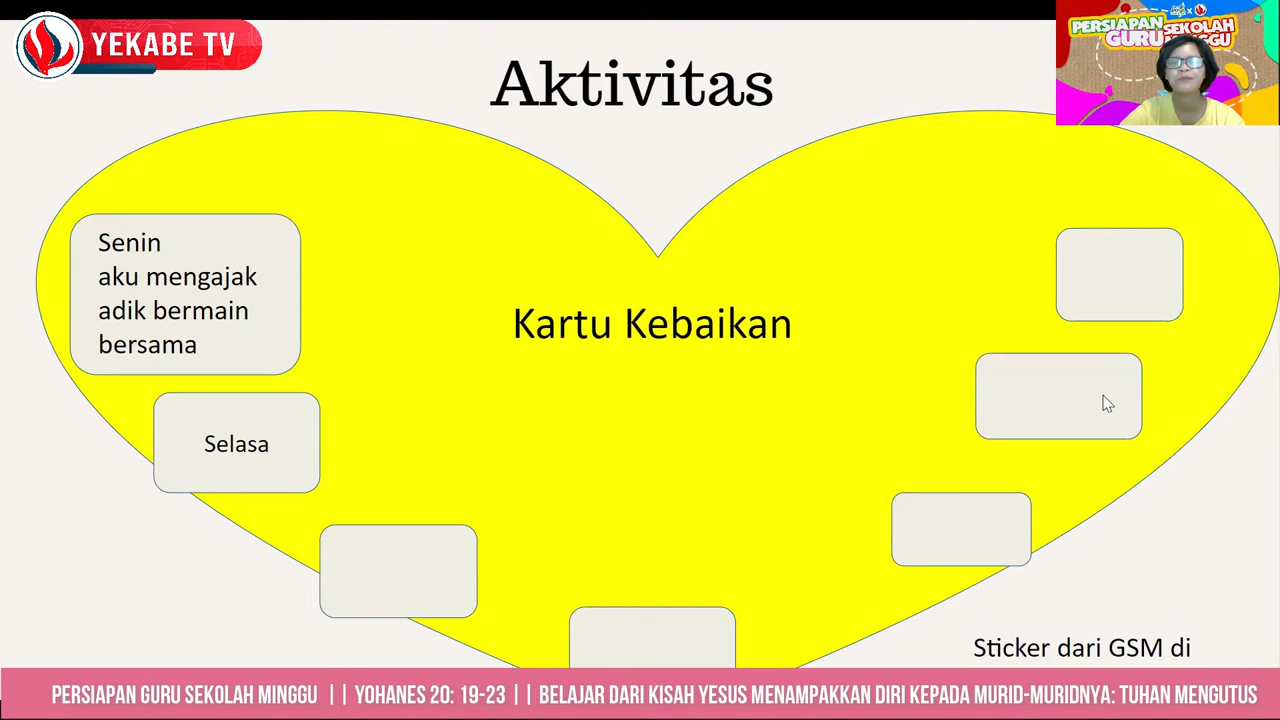 YEKABE TV
PERSIAPAN
GURU SEKOLAH
MINGGU
Aktivitas
Senin
aku mengajak
adik bermain
bersama
Kartu Kebaikan
Selasa
Sticker dari GSM di
PERSIAPAN GURU SEKOLAH MINGGU || YOHANES 20: 19-23 || BELAJAR DARI KISAH YESUS MENAMPAKKAN DIRI KEPADA MURID-MURIDNYA: TUHAN MENGUTUS